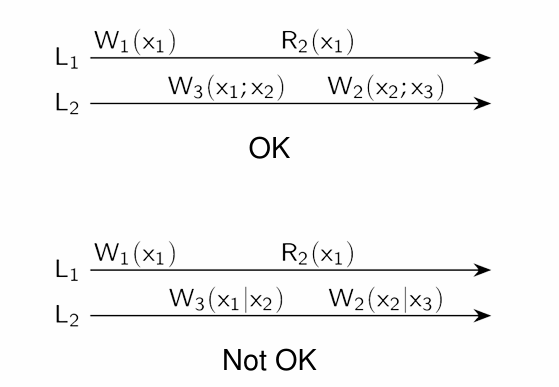 W₁(x₁) R₂(x₁)
L₁
W₃(x₁;x₂) W₂(x₂;x₃)
L₂
OK
W₁(x₁) R₂(x₁)
L₁
W₃(x₁|x₂) W₂(x₂|x₃)
L₂
Not OK